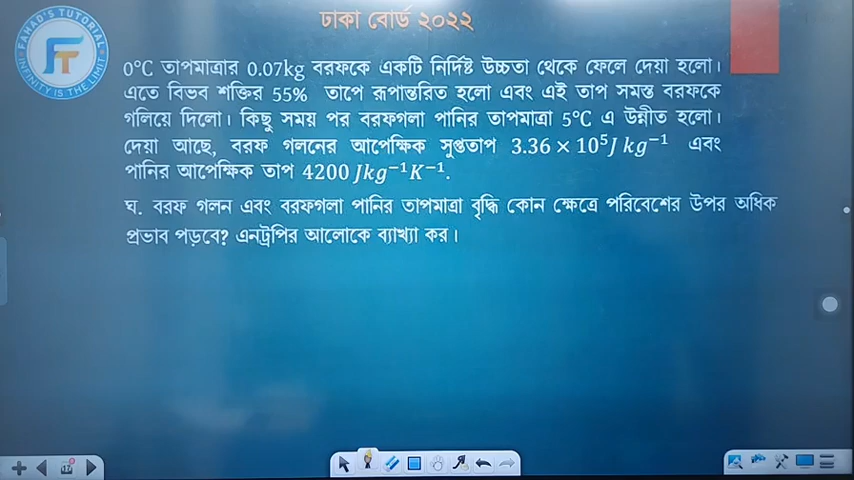 ঢাকা বোর্ড ২০২২
FAHAD'S TUTORIAL
FT
INFINITY IS THE LIMIT
0°C তাপমাত্রার 0.07kg বরফকে একটি নির্দিষ্ট উচ্চতা থেকে ফেলে দেয়া হলো।
এতে বিভব শক্তির 55% তাপে রূপান্তরিত হলো এবং এই তাপ সমস্ত বরফকে
গলিয়ে দিলো। কিছু সময় পর বরফগলা পানির তাপমাত্রা 5°C এ উন্নীত হলো।
দেয়া আছে, বরফ গলনের আপেক্ষিক সুপ্ততাপ 3.36 × 10⁵J kg⁻¹ এবং
পানির আপেক্ষিক তাপ 4200 Jkg⁻¹K⁻¹.
ঘ. বরফ গলন এবং বরফগলা পানির তাপমাত্রা বৃদ্ধি কোন ক্ষেত্রে পরিবেশের উপর অধিক
প্রভাব পড়বে? এনট্রপির আলোকে ব্যাখ্যা কর।
17